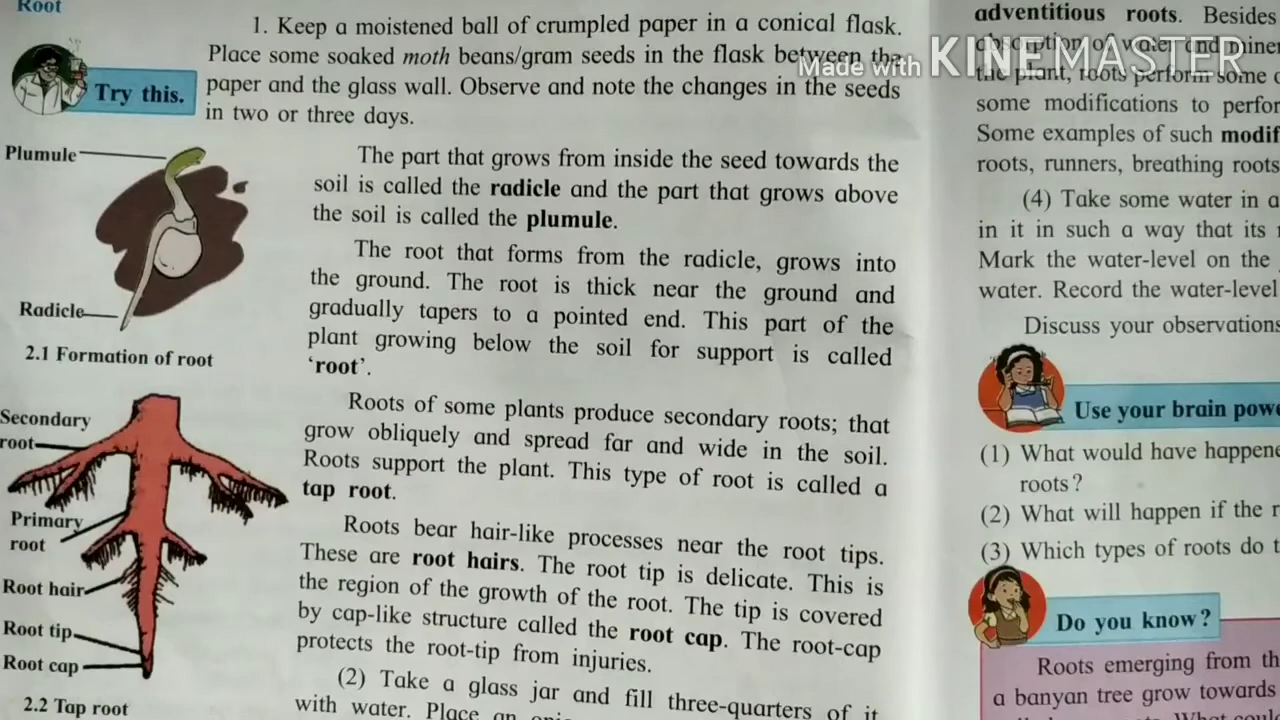 Root
1. Keep a moistened ball of crumpled paper in a conical flask.
Place some soaked moth beans/gram seeds in the flask between the
paper and the glass wall. Observe and note the changes in the seeds
in two or three days.
Try this.
Plumule
Radicle
2.1 Formation of root
The part that grows from inside the seed towards the
soil is called the radicle and the part that grows above
the soil is called the plumule.
The root that forms from the radicle, grows into
the ground. The root is thick near the ground and
gradually tapers to a pointed end. This part of the
plant growing below the soil for support is called
‘root’.
Roots of some plants produce secondary roots; that
grow obliquely and spread far and wide in the soil.
Roots support the plant. This type of root is called a
tap root.
Roots bear hair-like processes near the root tips.
These are root hairs. The root tip is delicate. This is
the region of the growth of the root. The tip is covered
by cap-like structure called the root cap. The root-cap
protects the root-tip from injuries.
(2) Take a glass jar and fill three-quarters of it
with water. Place an
Secondary
root
Primary
root
Root hair
Root tip
Root cap
2.2 Tap root
adventitious roots. Besides
absorption of water and
the plant, roots perform some
some modifications to
Some examples of such
roots, runners, breathing roots
(4) Take some water in a
in it in such a way that its
Mark the water-level on the
water. Record the water-level
Discuss your observations
Use your brain
(1) What would have
roots?
(2) What will happen if the
(3) Which types of roots do
Do you know?
Roots emerging from
a banyan tree grow towards
Made with KINEMASTER